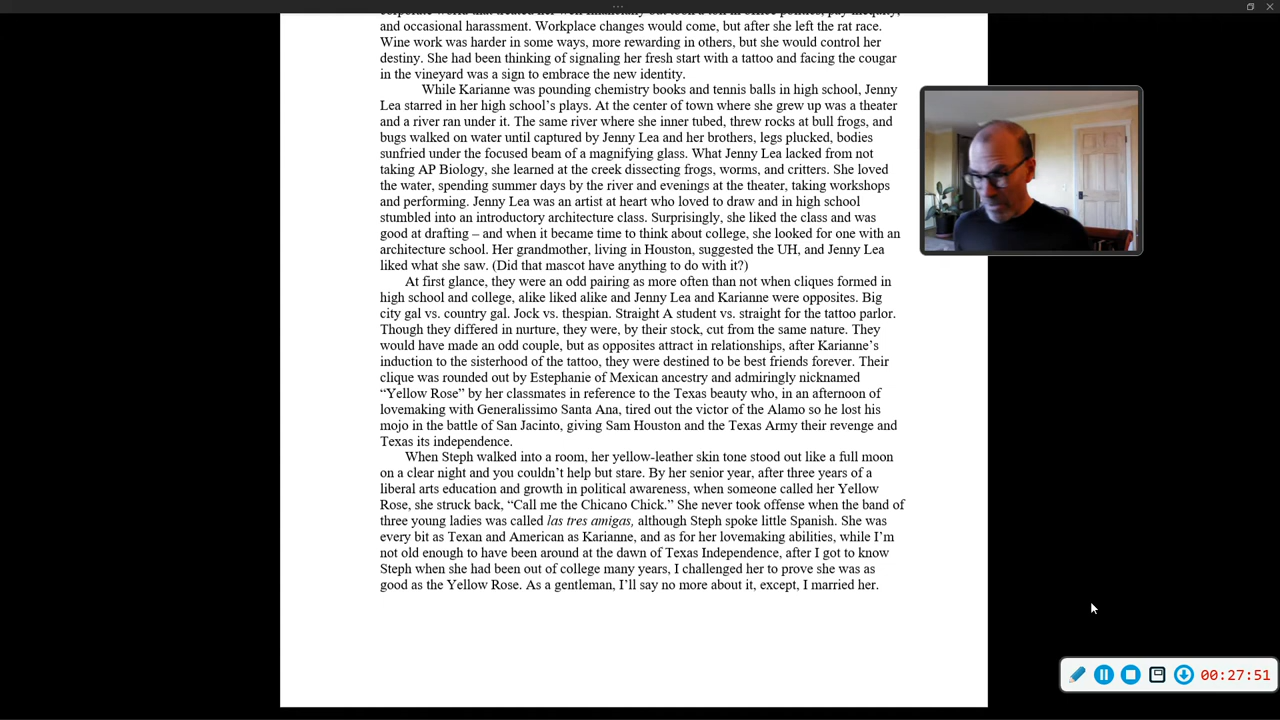 corporate world that treated her well financially but took a toll in office politics, pay inequity,
and occasional harassment. Workplace changes would come, but after she left the rat race.
Wine work was harder in some ways, more rewarding in others, but she would control her
destiny. She had been thinking of signaling her fresh start with a tattoo and facing the cougar
in the vineyard was a sign to embrace the new identity.
While Karianne was pounding chemistry books and tennis balls in high school, Jenny
Lea starred in her high school’s plays. At the center of town where she grew up was a theater
and a river ran under it. The same river where she inner tubed, threw rocks at bull frogs, and
bugs walked on water until captured by Jenny Lea and her brothers, legs plucked, bodies
sunfried under the focused beam of a magnifying glass. What Jenny Lea lacked from not
taking AP Biology, she learned at the creek dissecting frogs, worms, and critters. She loved
the water, spending summer days by the river and evenings at the theater, taking workshops
and performing. Jenny Lea was an artist at heart who loved to draw and in high school
stumbled into an introductory architecture class. Surprisingly, she liked the class and was
good at drafting – and when it became time to think about college, she looked for one with an
architecture school. Her grandmother, living in Houston, suggested the UH, and Jenny Lea
liked what she saw. (Did that mascot have anything to do with it?)
At first glance, they were an odd pairing as more often than not when cliques formed in
high school and college, alike liked alike and Jenny Lea and Karianne were opposites. Big
city gal vs. country gal. Jock vs. thespian. Straight A student vs. straight for the tattoo parlor.
Though they differed in nurture, they were, by their stock, cut from the same nature. They
would have made an odd couple, but as opposites attract in relationships, after Karianne’s
induction to the sisterhood of the tattoo, they were destined to be best friends forever. Their
clique was rounded out by Estephanie of Mexican ancestry and admiringly nicknamed
“Yellow Rose” by her classmates in reference to the Texas beauty who, in an afternoon of
lovemaking with Generalissimo Santa Ana, tired out the victor of the Alamo so he lost his
mojo in the battle of San Jacinto, giving Sam Houston and the Texas Army their revenge and
Texas its independence.
When Steph walked into a room, her yellow-leather skin tone stood out like a full moon
on a clear night and you couldn’t help but stare. By her senior year, after three years of a
liberal arts education and growth in political awareness, when someone called her Yellow
Rose, she struck back, “Call me the Chicano Chick.” She never took offense when the band of
three young ladies was called las tres amigas, although Steph spoke little Spanish. She was
every bit as Texan and American as Karianne, and as for her lovemaking abilities, while I’m
not old enough to have been around at the dawn of Texas Independence, after I got to know
Steph when she had been out of college many years, I challenged her to prove she was as
good as the Yellow Rose. As a gentleman, I’ll say no more about it, except, I married her.
00:27:51